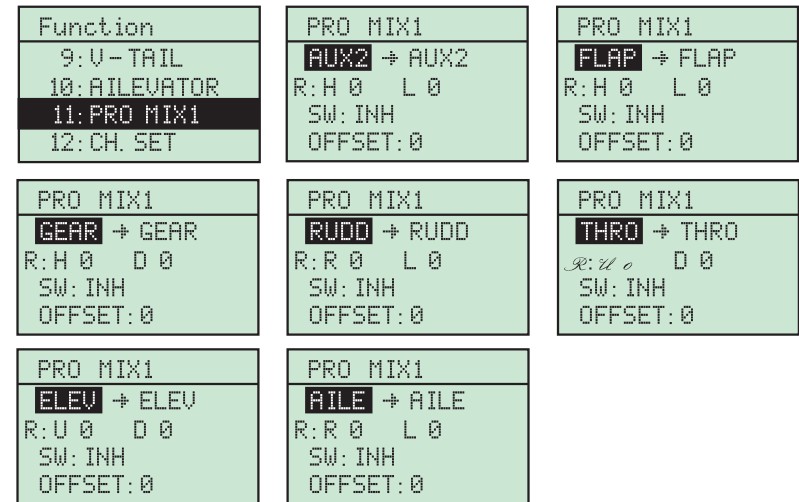 Function
9:V-TAIL
10:AILEVATOR
11:PRO MIX1
12:CH. SET
PRO MIX1
AUX2 → AUX2
R:H 0 L 0
SW:INH
OFFSET:0
PRO MIX1
FLAP → FLAP
R:H 0 L 0
SW:INH
OFFSET:0
PRO MIX1
GEAR → GEAR
R:H 0 D 0
SW:INH
OFFSET:0
PRO MIX1
RUDD → RUDD
R:R 0 L 0
SW:INH
OFFSET:0
PRO MIX1
THRO → THRO
R:U 0 D 0
SW:INH
OFFSET:0
PRO MIX1
ELEV → ELEV
R:U 0 D 0
SW:INH
OFFSET:0
PRO MIX1
AILE → AILE
R:R 0 L 0
SW:INH
OFFSET:0